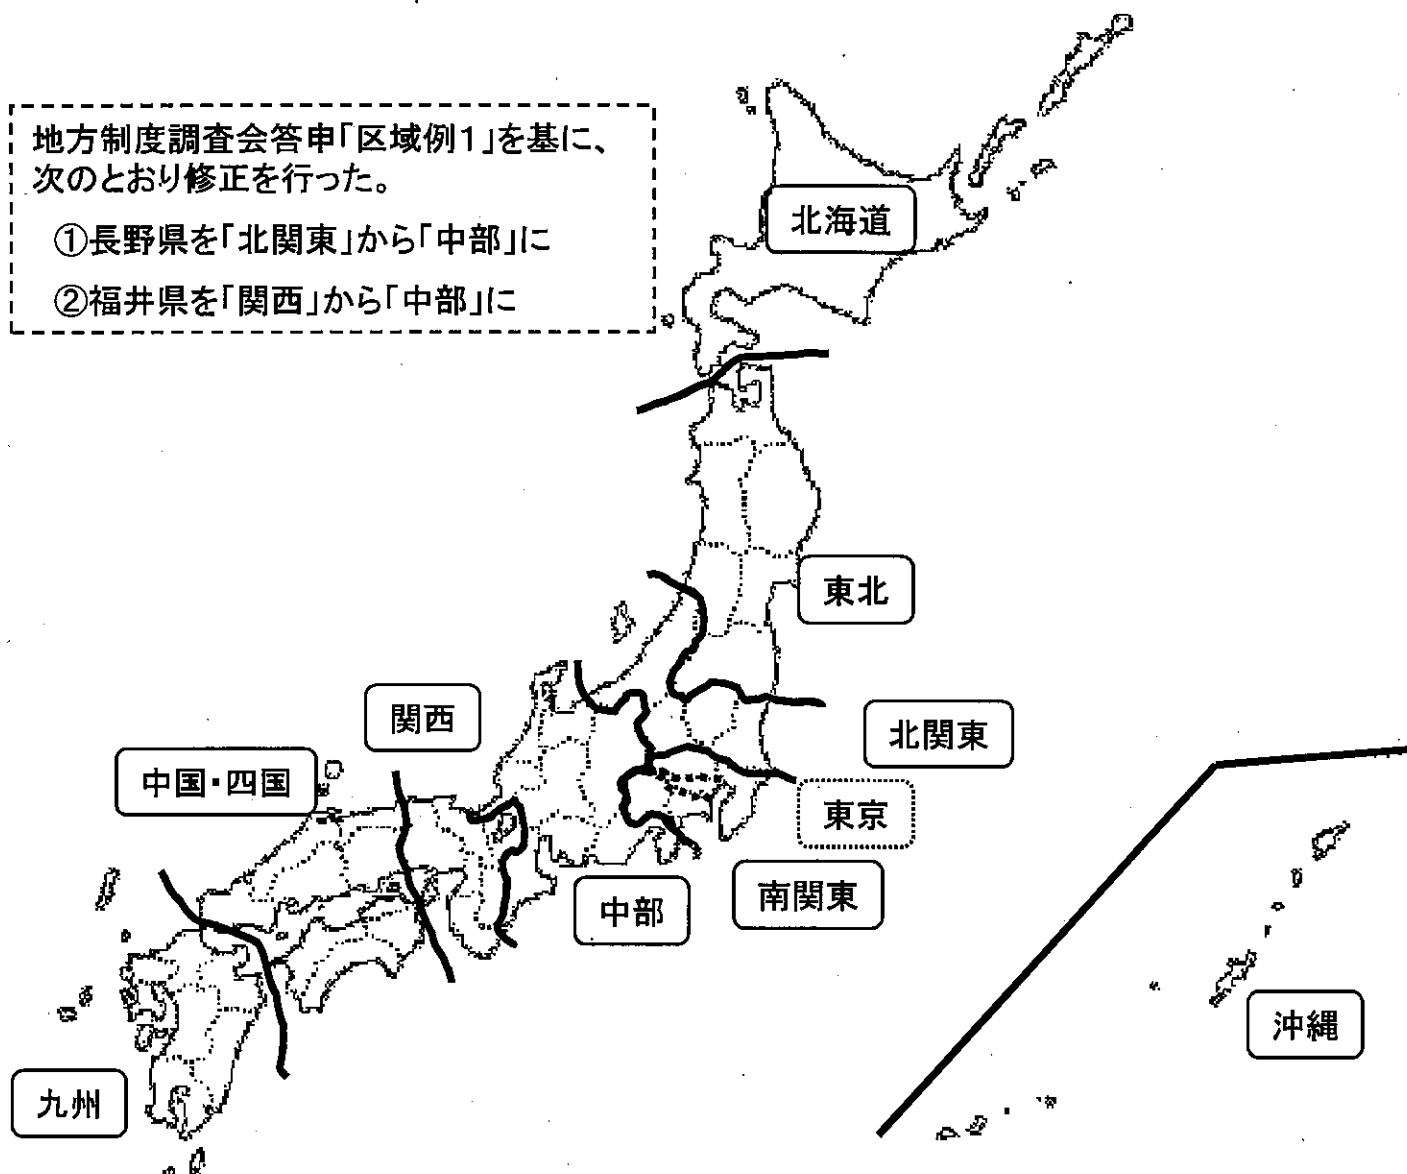 地方制度調査会答申「区域例1」を基に、
次のとおり修正を行った。
①長野県を「北関東」から「中部」に
②福井県を「関西」から「中部」に
北海道
東北
関西
北関東
中国・四国
東京
南関東
中部
沖縄
九州